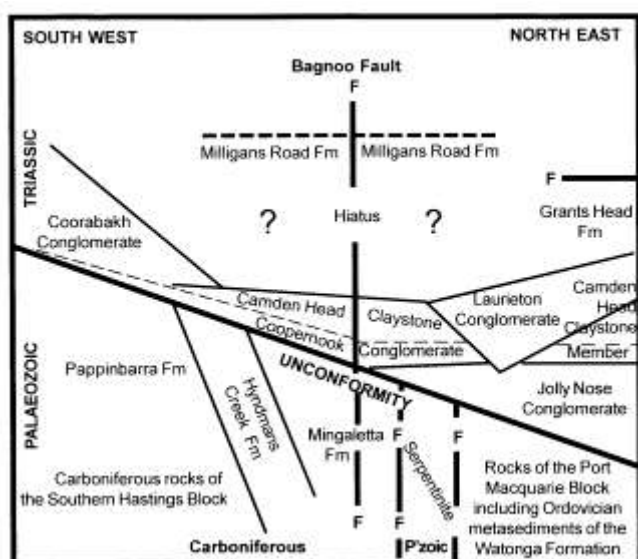 SOUTH WEST
NORTH EAST
Bagnoo Fault
F
Milligans Road Fm
Milligans Road Fm
TRIASSIC
F
?
Hiatus
?
Grants Head
Fm
Coorabakh
Conglomerate
Camden Head
Claystone
Laurieton
Conglomerate
Camden
Head
Claystone
Coopernook
Conglomerate
Member
UNCONFORMITY
PALAEOZOIC
Pappinbarra Fm
Hyndmans
Creek Fm
Jolly Nose
Conglomerate
Mingaletta
Fm
F
F
Serpentinite
Carboniferous rocks of
the Southern Hastings Block
Rocks of the Port
Macquarie Block
including Ordovician
metasediments of the
Watonga Formation
F
F
F
Carboniferous
P'zoic